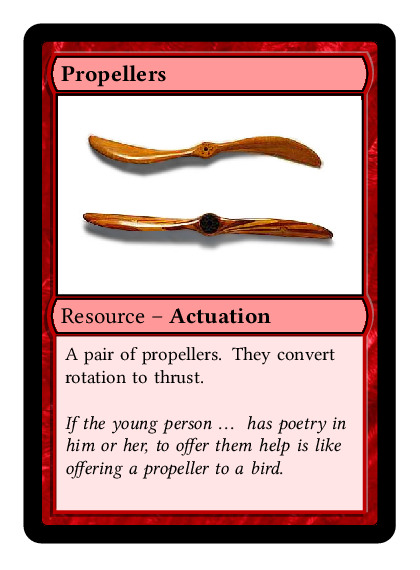 Propellers
Resource – Actuation
A pair of propellers. They convert
rotation to thrust.
If the young person … has poetry in
him or her, to offer them help is like
offering a propeller to a bird.